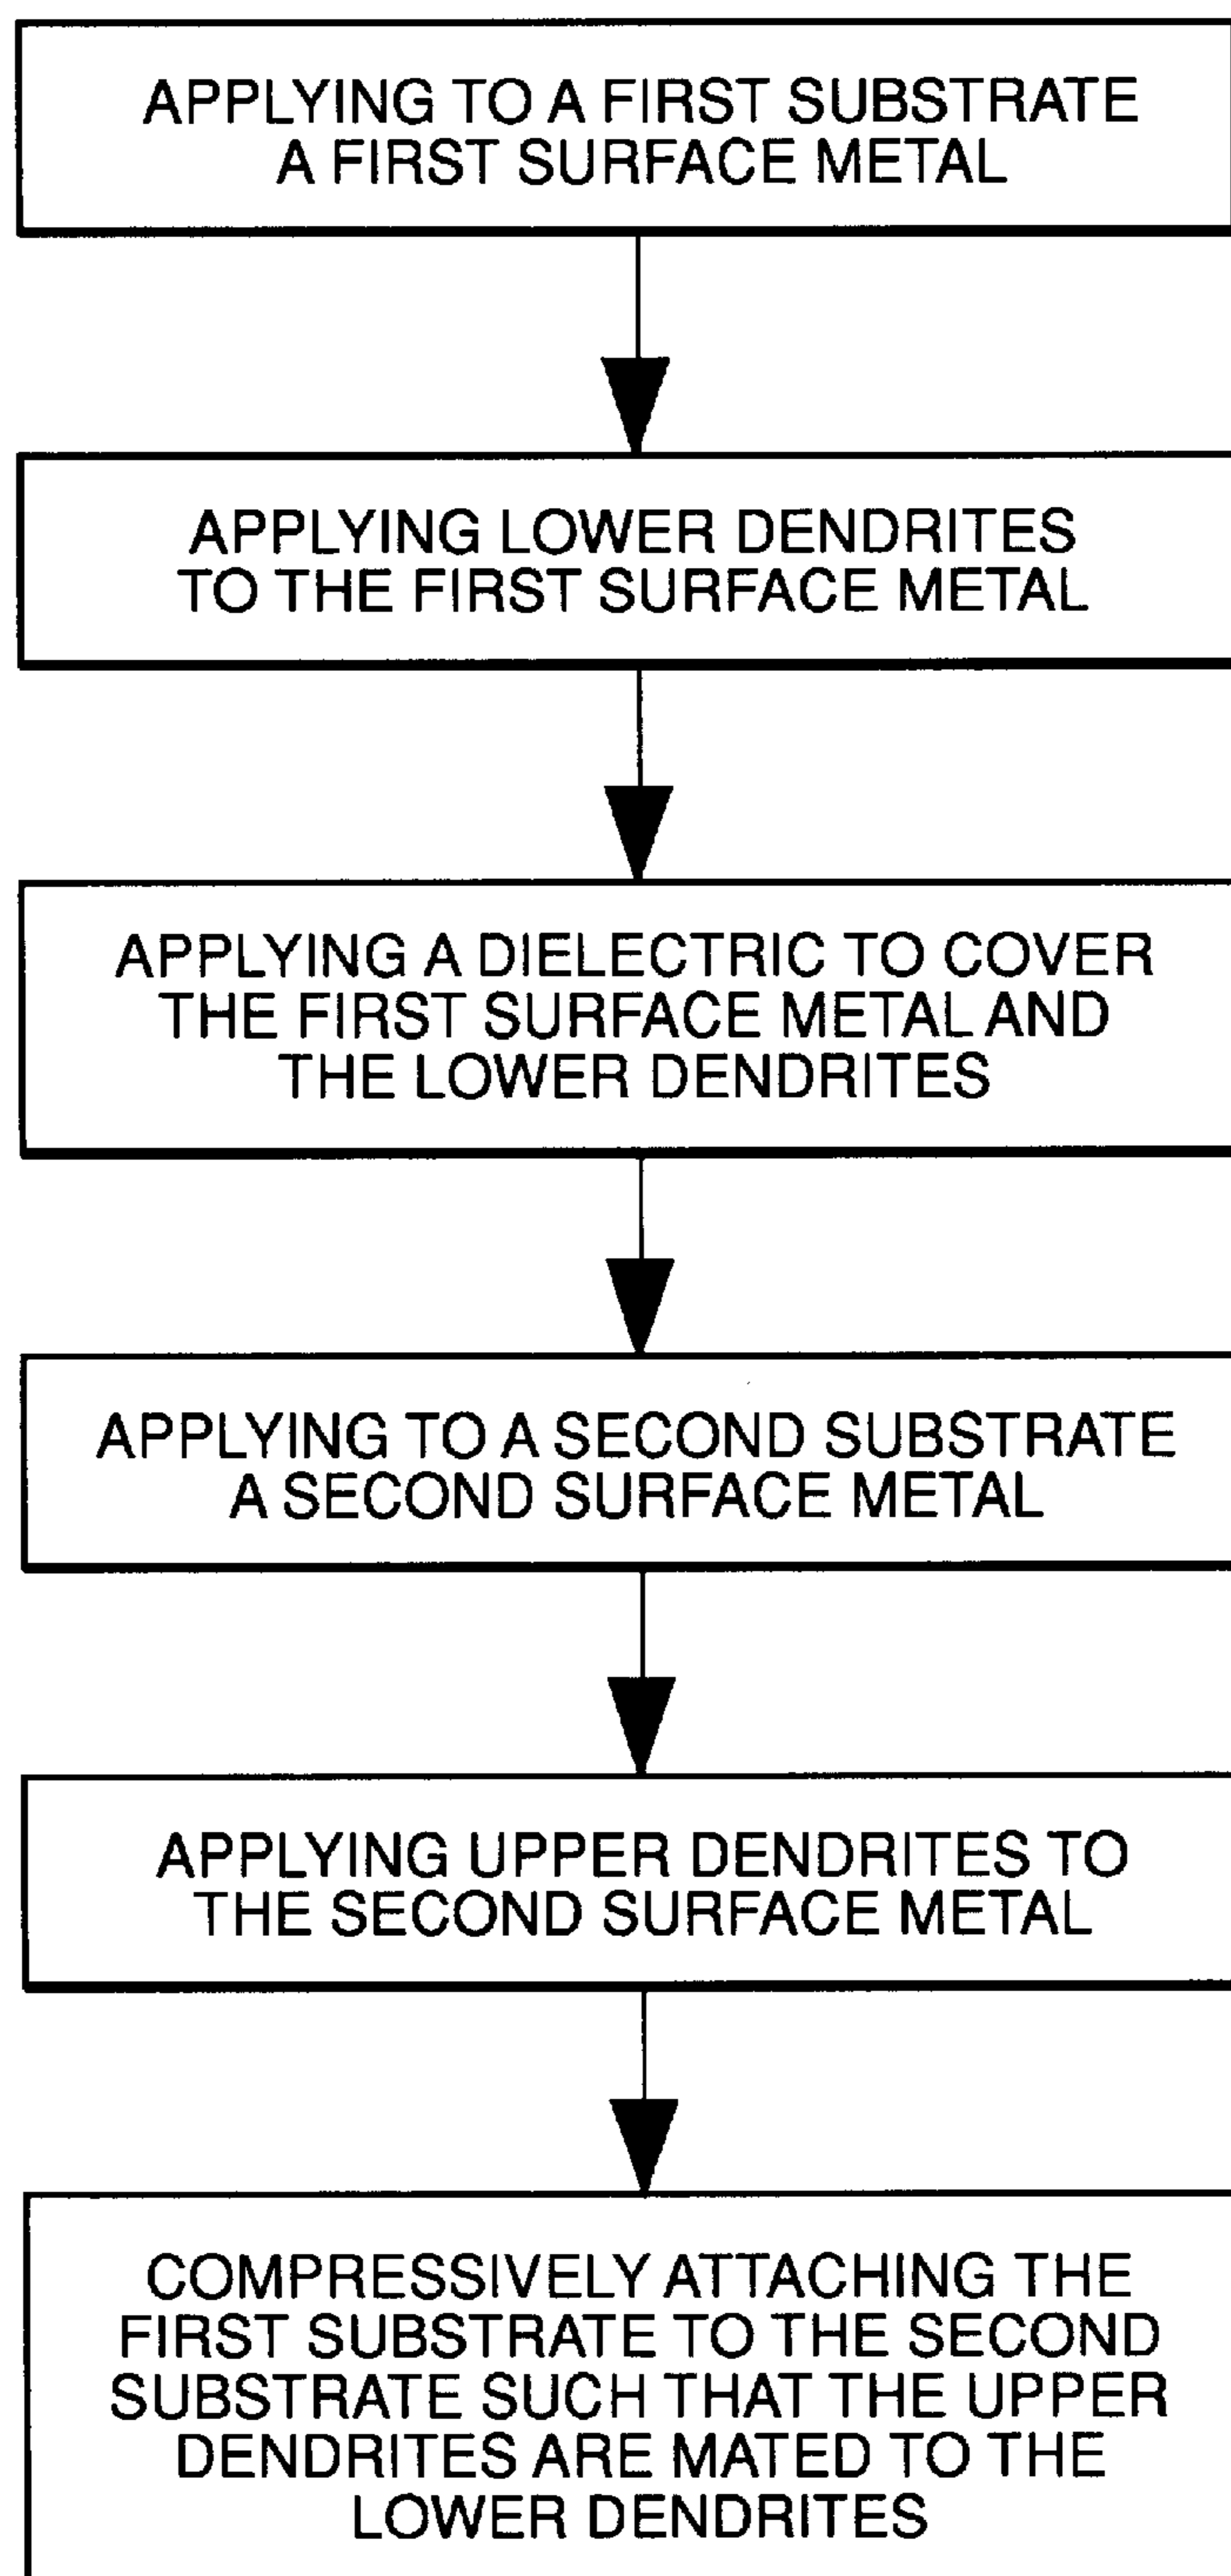 APPLYING TO A FIRST SUBSTRATE
A FIRST SURFACE METAL
APPLYING LOWER DENDRITES
TO THE FIRST SURFACE METAL
APPLYING A DIELECTRIC TO COVER
THE FIRST SURFACE METAL AND
THE LOWER DENDRITES
APPLYING TO A SECOND SUBSTRATE
A SECOND SURFACE METAL
APPLYING UPPER DENDRITES TO
THE SECOND SURFACE METAL
COMPRESSIVELY ATTACHING THE
FIRST SUBSTRATE TO THE SECOND
SUBSTRATE SUCH THAT THE UPPER
DENDRITES ARE MATED TO THE
LOWER DENDRITES